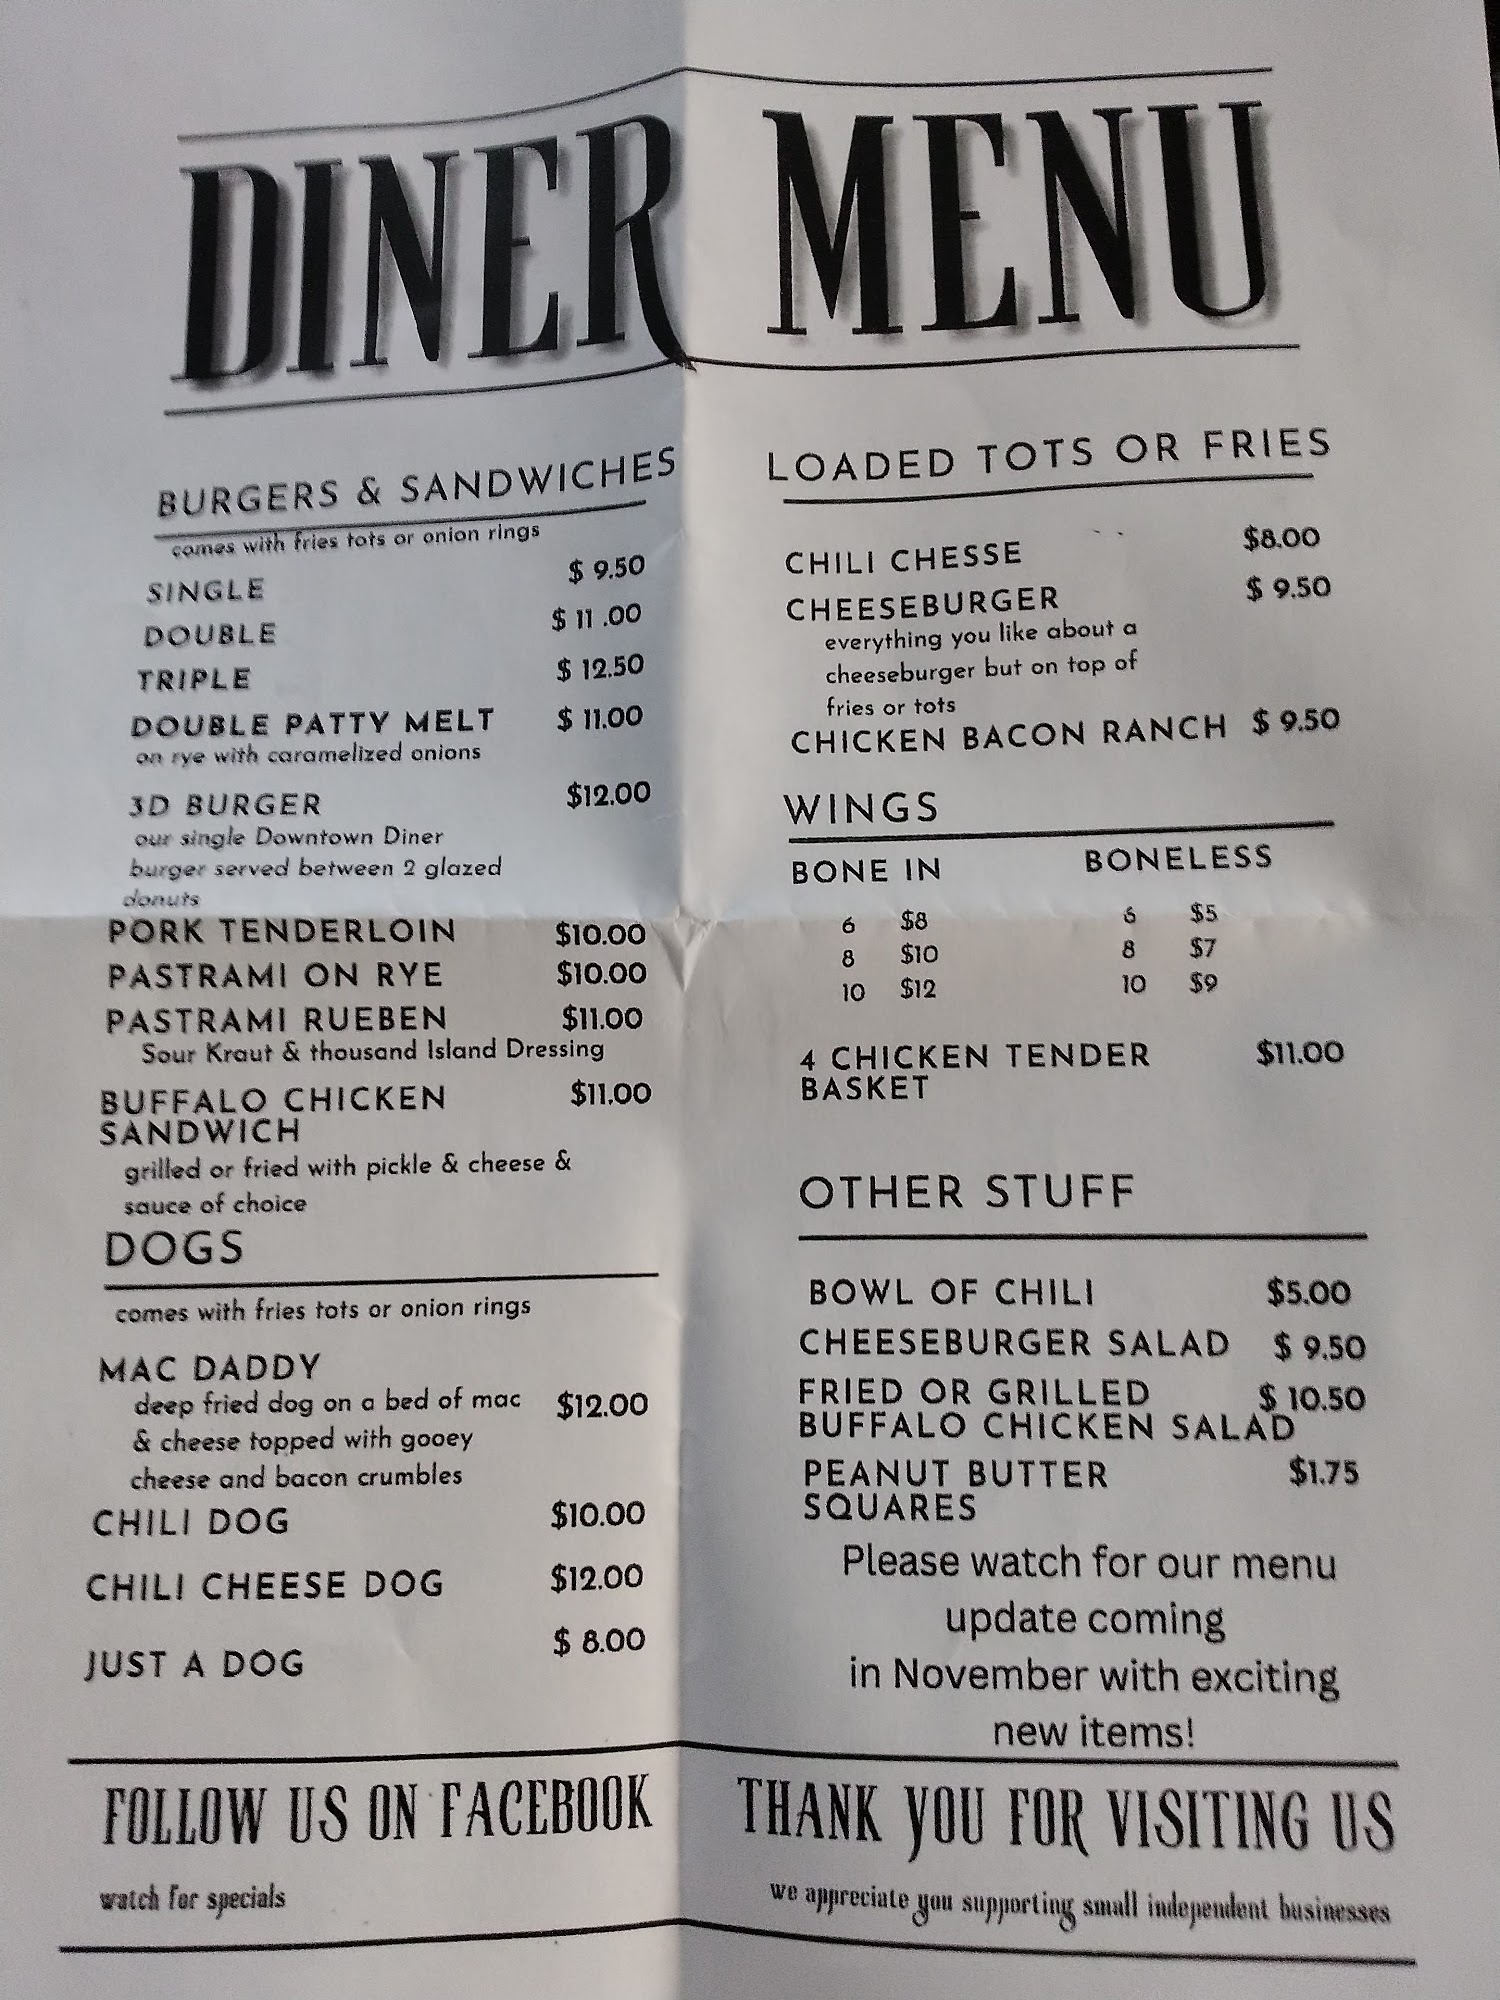 DINER MENU
BURGERS & SANDWICHES
comes with fries tots or onion rings
SINGLE $ 9.50
DOUBLE $ 11 .00
TRIPLE $ 12.50
DOUBLE PATTY MELT $ 11.00
on rye with caramelized onions
3D BURGER $12.00
our single Downtown Diner
burger served between 2 glazed
donuts
PORK TENDERLOIN $10.00
PASTRAMI ON RYE $10.00
PASTRAMI RUEBEN $11.00
Sour Kraut & thousand Island Dressing
BUFFALO CHICKEN $11.00
SANDWICH
grilled or fried with pickle & cheese &
sauce of choice
DOGS
comes with fries tots or onion rings
MAC DADDY
deep fried dog on a bed of mac $12.00
& cheese topped with gooey
cheese and bacon crumbles
CHILI DOG $10.00
CHILI CHEESE DOG $12.00
JUST A DOG $ 8.00
LOADED TOTS OR FRIES
CHILI CHESSE $8.00
CHEESEBURGER $ 9.50
everything you like about a
cheeseburger but on top of
fries or tots
CHICKEN BACON RANCH $ 9.50
WINGS
BONE IN BONELESS
6 $8 6 $5
8 $10 8 $7
10 $12 10 $9
4 CHICKEN TENDER $11.00
BASKET
OTHER STUFF
BOWL OF CHILI $5.00
CHEESEBURGER SALAD $ 9.50
FRIED OR GRILLED $ 10.50
BUFFALO CHICKEN SALAD
PEANUT BUTTER $1.75
SQUARES
Please watch for our menu
update coming
in November with exciting
new items!
FOLLOW US ON FACEBOOK
watch for specials
THANK YOU FOR VISITING US
we appreciate you supporting small independent businesses